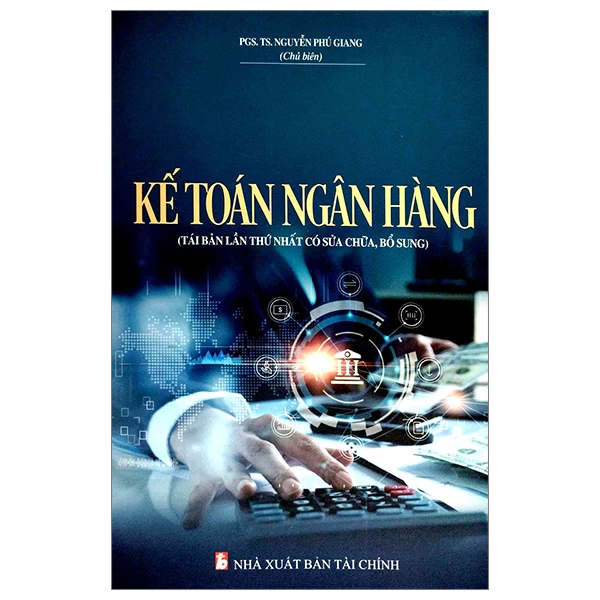 PGS. TS. NGUYỄN PHÚ GIANG
(Chủ biên)
KẾ TOÁN NGÂN HÀNG
(TÁI BẢN LẦN THỨ NHẤT CÓ SỬA CHỮA, BỔ SUNG)
NHÀ XUẤT BẢN TÀI CHÍNH